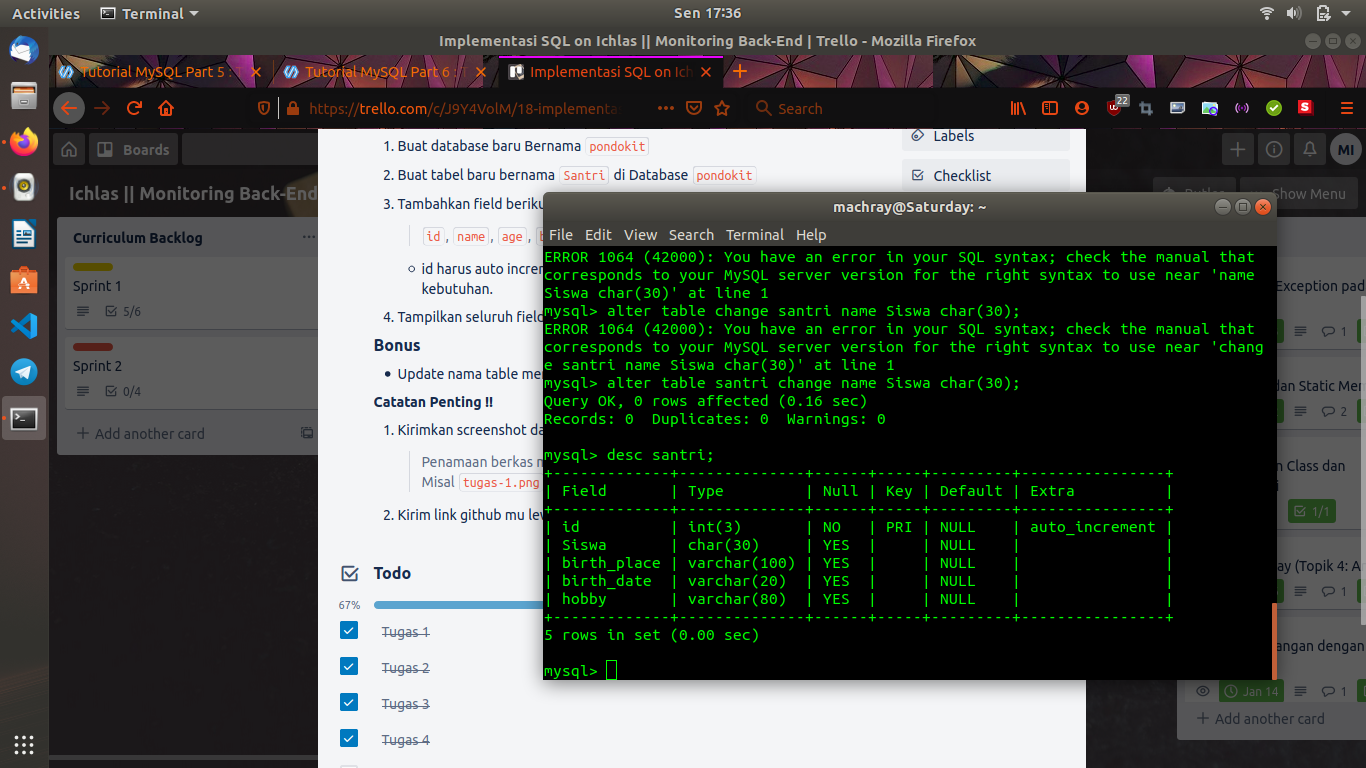 Activities
Terminal
Sen 17:36
Implementasi SQL on Ichlas || Monitoring Back-End | Trello - Mozilla Firefox
Tutorial MySQL Part 5 : T
Tutorial MySQL Part 6 : T
Implementasi SQL on Ich
https://trello.com/c/J9Y4VolM/18-implementa
Search
22
Boards
MI
Ichlas || Monitoring Back-End
Butler
Show Menu
Curriculum Backlog
Sprint 1
5/6
Sprint 2
0/4
+ Add another card
1. Buat database baru Bernama pondokit
2. Buat tabel baru bernama Santri di Database pondokit
3. Tambahkan field beriku
id , name , age , b
id harus auto increm
kebutuhan.
4. Tampilkan seluruh field
Bonus
Update nama table men
Catatan Penting !!
1. Kirimkan screenshot da
Penamaan berkas m
Misal tugas-1.png
2. Kirim link github mu lew
Todo
67%
Tugas 1
Tugas 2
Tugas 3
Tugas 4
Labels
Checklist
machray@Saturday: ~
File Edit View Search Terminal Help
ERROR 1064 (42000): You have an error in your SQL syntax; check the manual that
corresponds to your MySQL server version for the right syntax to use near 'name
Siswa char(30)' at line 1
mysql> alter table change santri name Siswa char(30);
ERROR 1064 (42000): You have an error in your SQL syntax; check the manual that
corresponds to your MySQL server version for the right syntax to use near 'chang
e santri name Siswa char(30)' at line 1
mysql> alter table santri change name Siswa char(30);
Query OK, 0 rows affected (0.16 sec)
Records: 0  Duplicates: 0  Warnings: 0
mysql> desc santri;
+-------------+--------------+------+-----+---------+----------------+
| Field       | Type         | Null | Key | Default | Extra          |
+-------------+--------------+------+-----+---------+----------------+
| id          | int(3)       | NO   | PRI | NULL    | auto_increment |
| Siswa       | char(30)     | YES  |     | NULL    |                |
| birth_place | varchar(100) | YES  |     | NULL    |                |
| birth_date  | varchar(20)  | YES  |     | NULL    |                |
| hobby       | varchar(80)  | YES  |     | NULL    |                |
+-------------+--------------+------+-----+---------+----------------+
5 rows in set (0.00 sec)
mysql>
Exception pad
1
dan Static Me
2
n Class dan
1/1
ay (Topik 4: A
1
angan dengan
Jan 14
1
+ Add another card